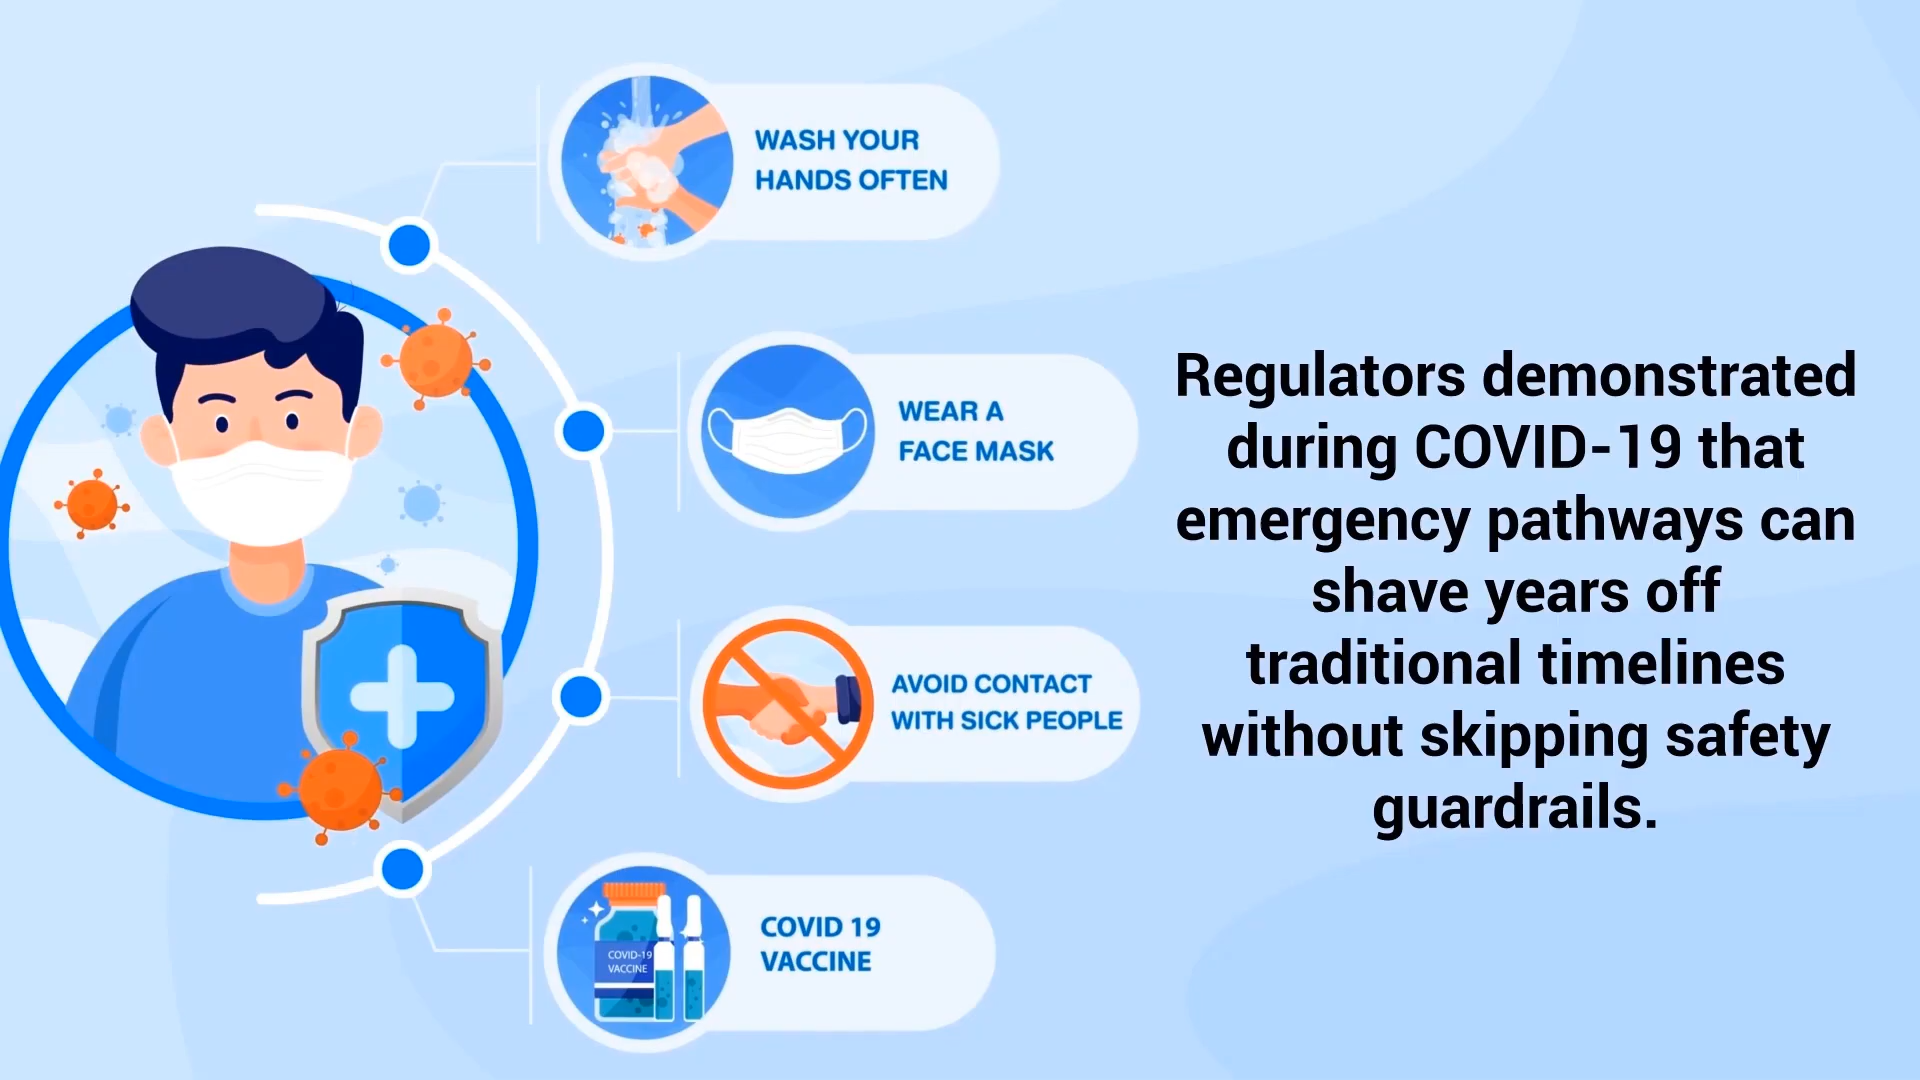 WASH YOUR
HANDS OFTEN
WEAR A
FACE MASK
AVOID CONTACT
WITH SICK PEOPLE
COVID-19
VACCINE
COVID 19
VACCINE
Regulators demonstrated
during COVID-19 that
emergency pathways can
shave years off
traditional timelines
without skipping safety
guardrails.